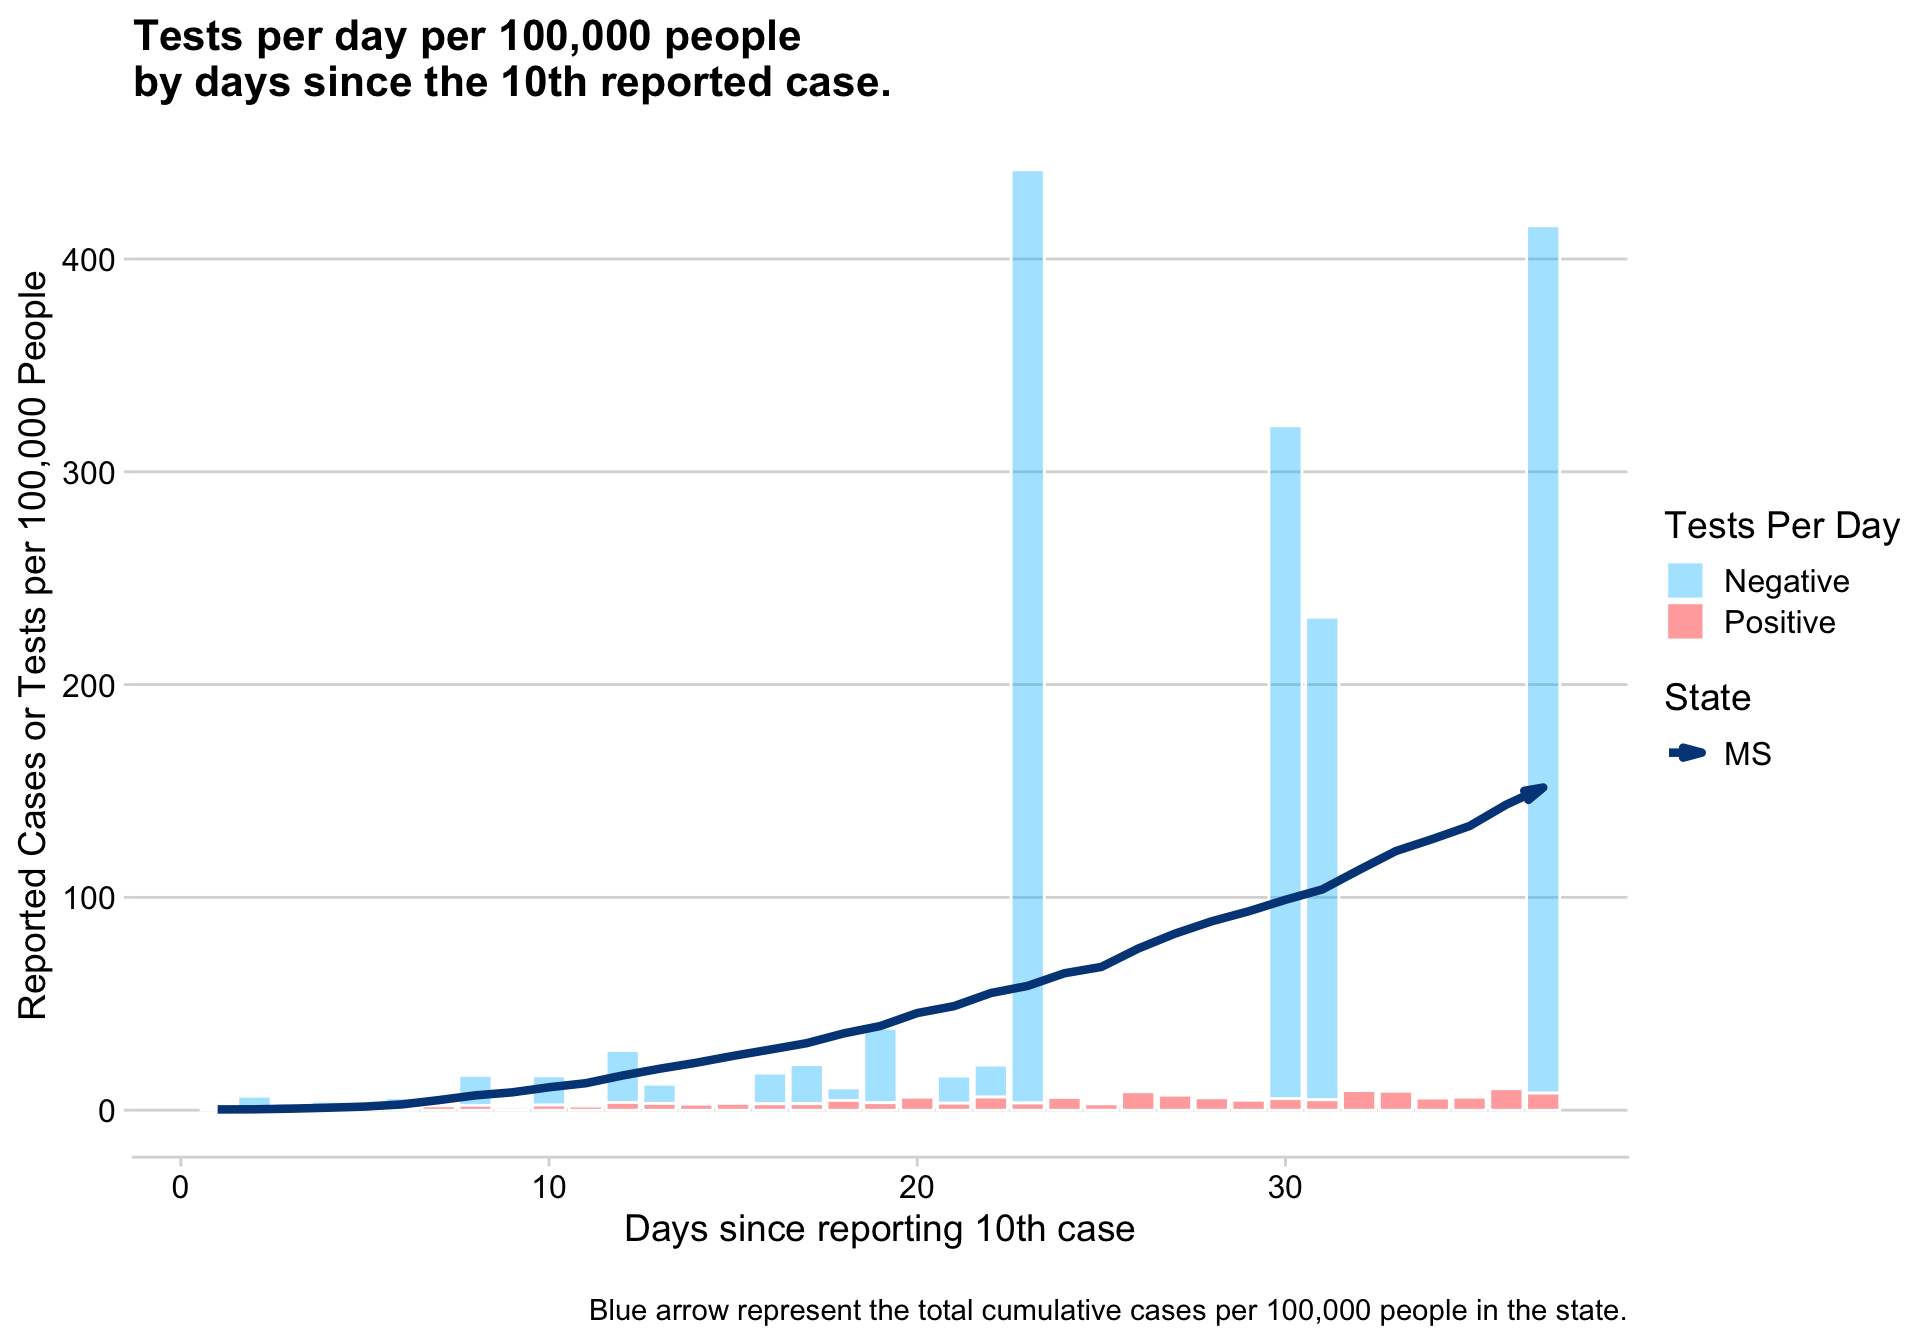 Tests per day per 100,000 people
by days since the 10th reported case.
Reported Cases or Tests per 100,000 People
400
300
200
100
0
0
10
20
30
Days since reporting 10th case
Tests Per Day
Negative
Positive
State
MS
Blue arrow represent the total cumulative cases per 100,000 people in the state.